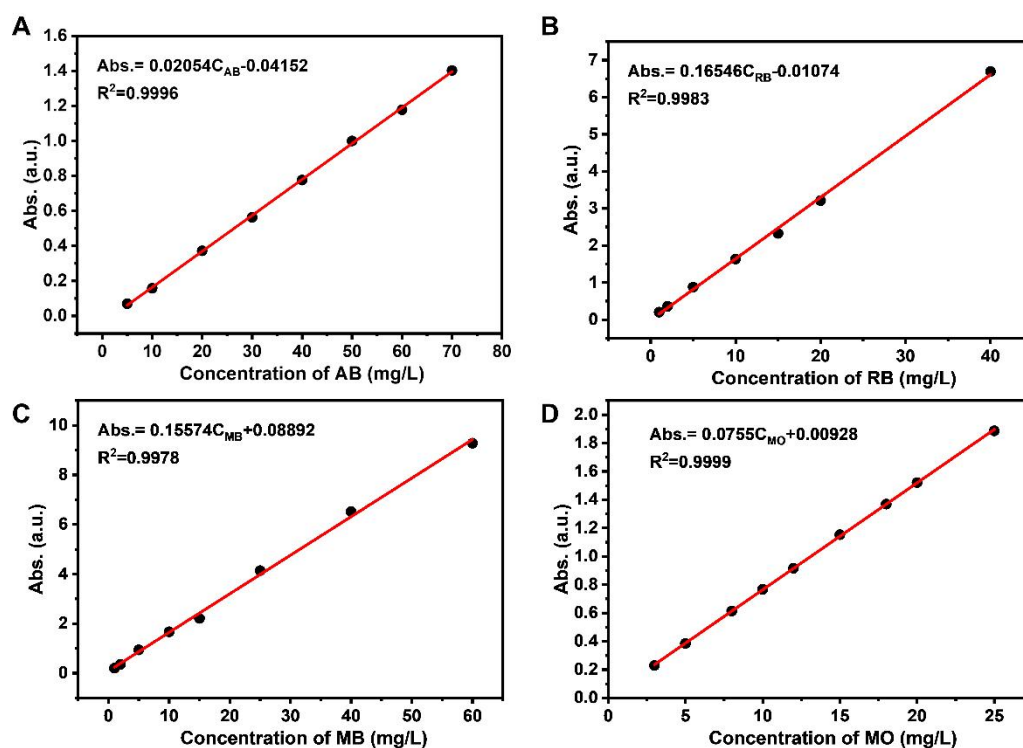 A
Abs.= 0.02054C_AB-0.04152
R²=0.9996
Abs. (a.u.)
1.6
1.4
1.2
1.0
0.8
0.6
0.4
0.2
0.0
0 10 20 30 40 50 60 70 80
Concentration of AB (mg/L)
B
Abs.= 0.16546C_RB-0.01074
R²=0.9983
Abs. (a.u.)
7
6
5
4
3
2
1
0
0 10 20 30 40
Concentration of RB (mg/L)
C
Abs.= 0.15574C_MB+0.08892
R²=0.9978
Abs. (a.u.)
10
8
6
4
2
0
0 10 20 30 40 50 60
Concentration of MB (mg/L)
D
Abs.= 0.0755C_MO+0.00928
R²=0.9999
Abs. (a.u.)
2.0
1.8
1.6
1.4
1.2
1.0
0.8
0.6
0.4
0.2
0.0
0 5 10 15 20 25
Concentration of MO (mg/L)